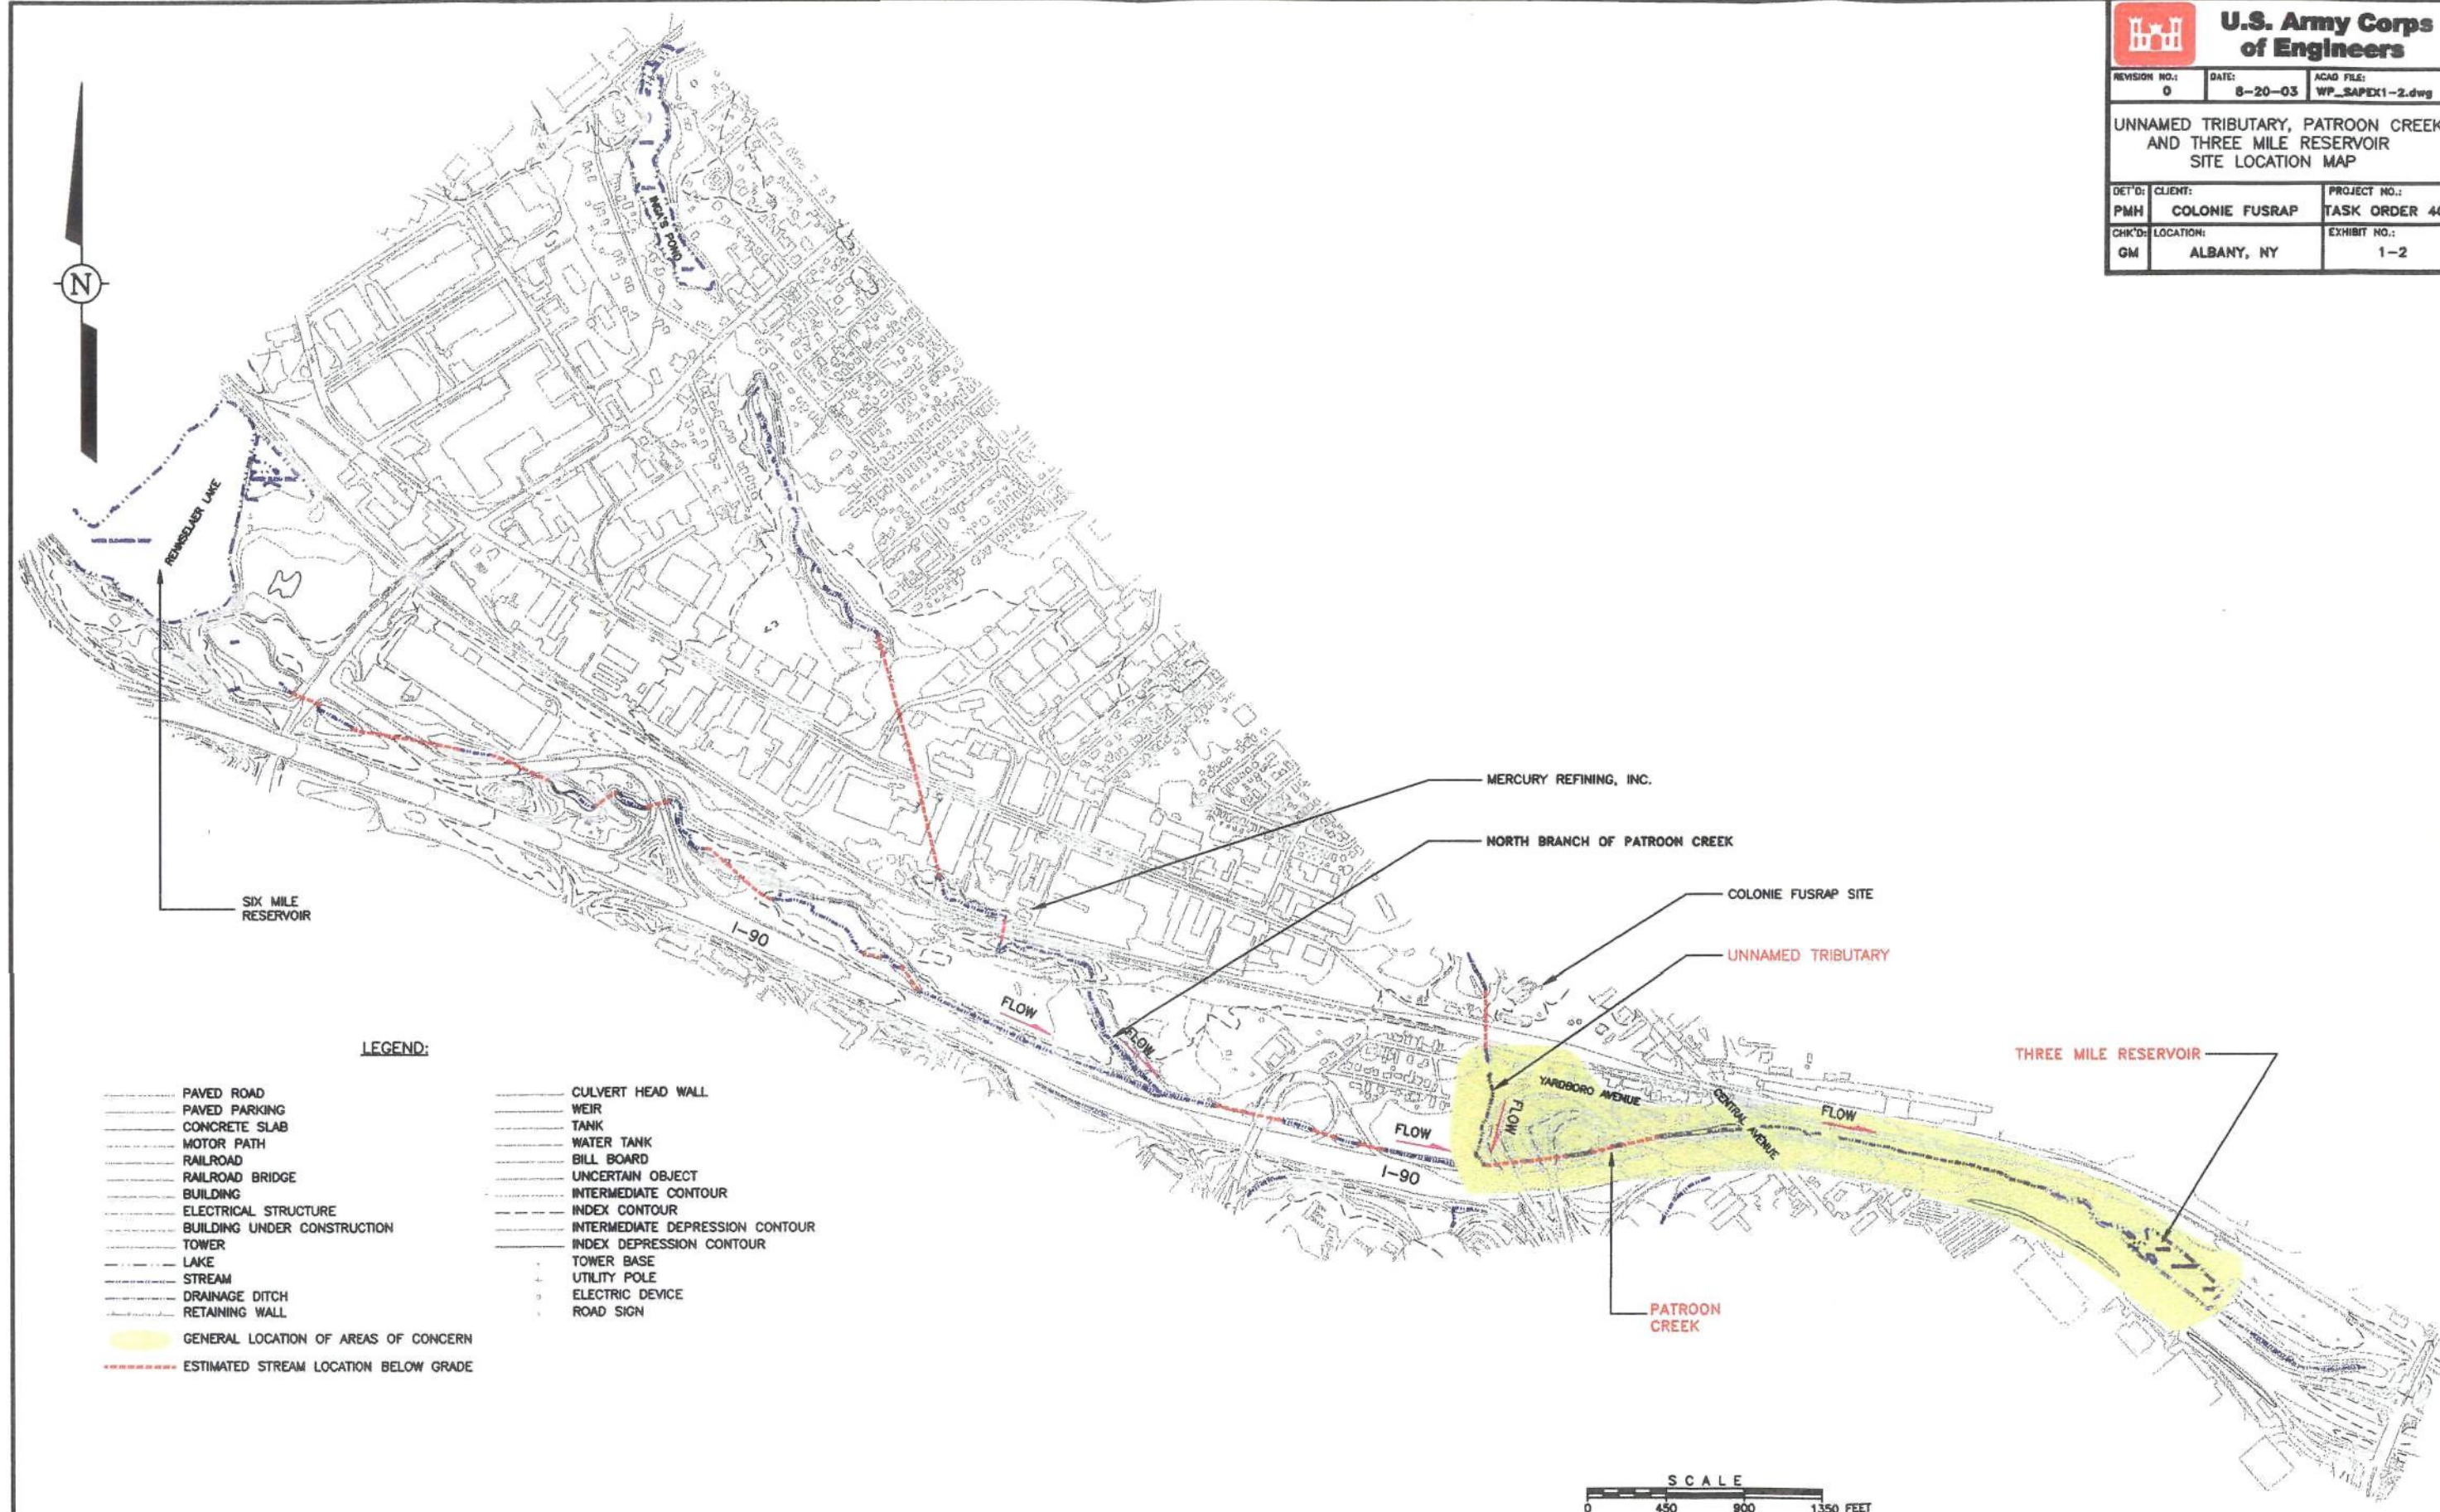 U.S. Army Corps
of Engineers
REVISION NO.:
0
DATE:
8-20-03
ACAD FILE:
WP_SAPEX1-2.dwg
UNNAMED TRIBUTARY, PATROON CREEK
AND THREE MILE RESERVOIR
SITE LOCATION MAP
DET'D:
PMH
CLIENT:
COLONIE FUSRAP
PROJECT NO.:
TASK ORDER
CHK'D:
GM
LOCATION:
ALBANY, NY
EXHIBIT NO.:
1-2
N
INGA'S POND
RENNSELAER LAKE
SIX MILE
RESERVOIR
MERCURY REFINING, INC.
NORTH BRANCH OF PATROON CREEK
COLONIE FUSRAP SITE
UNNAMED TRIBUTARY
THREE MILE RESERVOIR
I-90
FLOW
FLOW
FLOW
FLOW
YARDBORO AVENUE
CENTRAL AVENUE
FLOW
I-90
PATROON
CREEK
LEGEND:
PAVED ROAD
PAVED PARKING
CONCRETE SLAB
MOTOR PATH
RAILROAD
RAILROAD BRIDGE
BUILDING
ELECTRICAL STRUCTURE
BUILDING UNDER CONSTRUCTION
TOWER
LAKE
STREAM
DRAINAGE DITCH
RETAINING WALL
GENERAL LOCATION OF AREAS OF CONCERN
ESTIMATED STREAM LOCATION BELOW GRADE
CULVERT HEAD WALL
WEIR
TANK
WATER TANK
BILL BOARD
UNCERTAIN OBJECT
INTERMEDIATE CONTOUR
INDEX CONTOUR
INTERMEDIATE DEPRESSION CONTOUR
INDEX DEPRESSION CONTOUR
TOWER BASE
UTILITY POLE
ELECTRIC DEVICE
ROAD SIGN
SCALE
0 450 900 1350 FEET